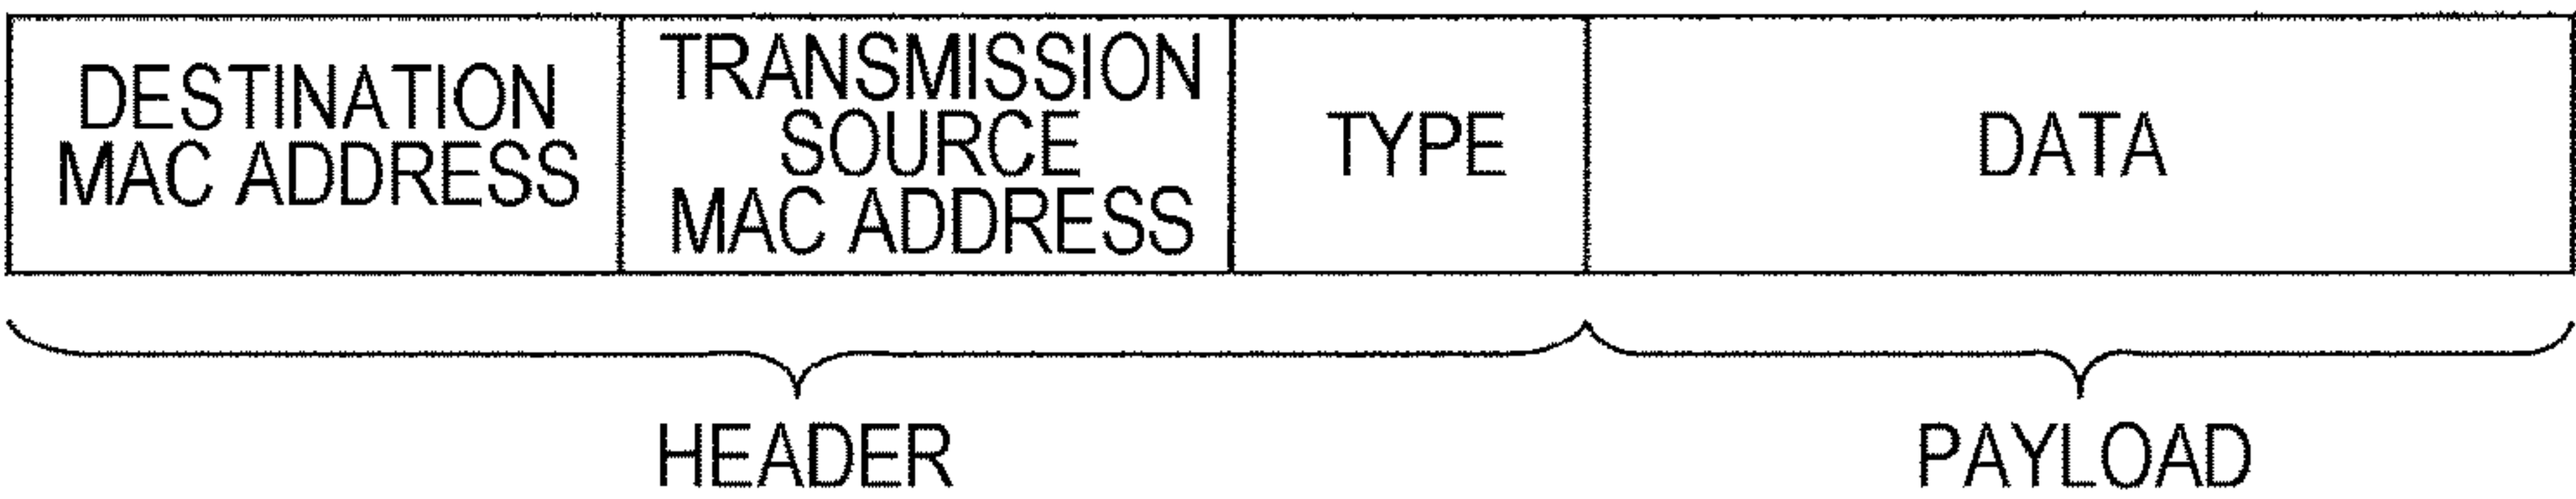 DESTINATION
MAC ADDRESS
TRANSMISSION
SOURCE
MAC ADDRESS
TYPE
DATA
HEADER
PAYLOAD